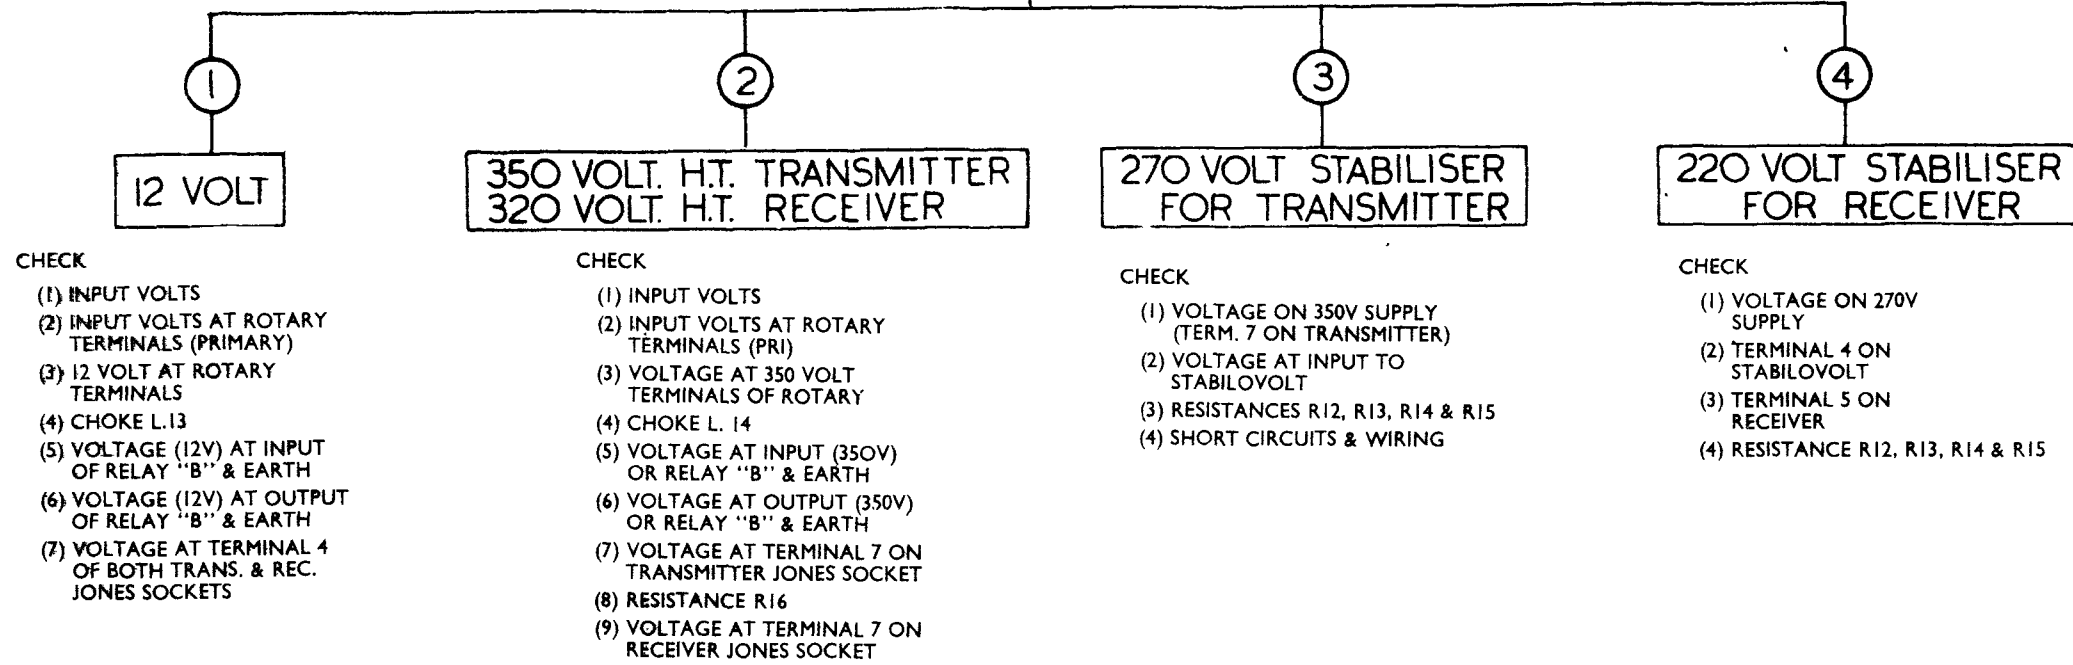 1
12 VOLT
CHECK
(1) INPUT VOLTS
(2) INPUT VOLTS AT ROTARY
TERMINALS (PRIMARY)
(3) 12 VOLT AT ROTARY
TERMINALS
(4) CHOKE L.13
(5) VOLTAGE (12V) AT INPUT
OF RELAY "B" & EARTH
(6) VOLTAGE (12V) AT OUTPUT
OF RELAY "B" & EARTH
(7) VOLTAGE AT TERMINAL 4
OF BOTH TRANS. & REC.
JONES SOCKETS
2
350 VOLT. H.T. TRANSMITTER
320 VOLT. H.T. RECEIVER
CHECK
(1) INPUT VOLTS
(2) INPUT VOLTS AT ROTARY
TERMINALS (PRI)
(3) VOLTAGE AT 350 VOLT
TERMINALS OF ROTARY
(4) CHOKE L. 14
(5) VOLTAGE AT INPUT (350V)
OR RELAY "B" & EARTH
(6) VOLTAGE AT OUTPUT (350V)
OR RELAY "B" & EARTH
(7) VOLTAGE AT TERMINAL 7 ON
TRANSMITTER JONES SOCKET
(8) RESISTANCE R16
(9) VOLTAGE AT TERMINAL 7 ON
RECEIVER JONES SOCKET
3
270 VOLT STABILISER
FOR TRANSMITTER
CHECK
(1) VOLTAGE ON 350V SUPPLY
(TERM. 7 ON TRANSMITTER)
(2) VOLTAGE AT INPUT TO
STABILOVOLT
(3) RESISTANCES R12, R13, R14 & R15
(4) SHORT CIRCUITS & WIRING
4
220 VOLT STABILISER
FOR RECEIVER
CHECK
(1) VOLTAGE ON 270V
SUPPLY
(2) TERMINAL 4 ON
STABILOVOLT
(3) TERMINAL 5 ON
RECEIVER
(4) RESISTANCE R12, R13, R14 & R15